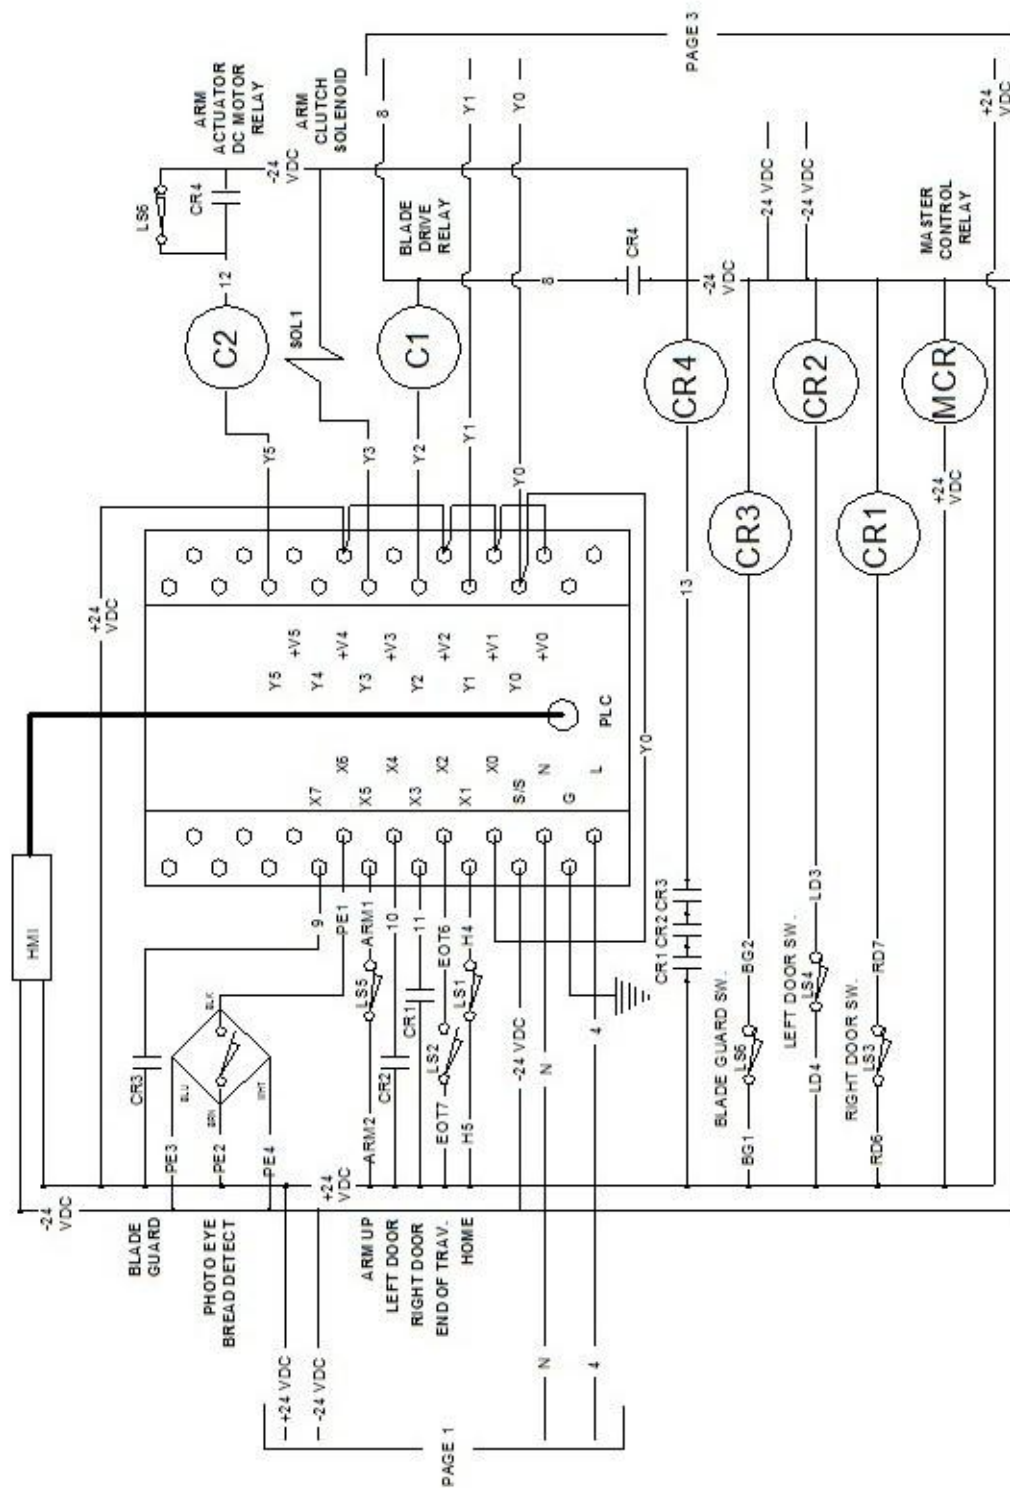 PAGE 1
+24 VDC
-24 VDC
N
4
-24
VDC
BLADE
GUARD
PHOTO EYE
BREAD DETECT
ARM UP
LEFT DOOR
RIGHT DOOR
END OF TRAV.
HOME
+24
VDC
HMI
CR3
9
PE3
PE2
PE4
BLU
BRN
BLK
WHT
PE1
ARM2
LS5
ARM1
CR2
10
CR1
11
EOT7
LS2
EOT6
H5
LS1
H4
-24 VDC
N
4
X7
X6
X5
X4
X3
X2
X1
X0
S/S
N
G
L
PLC
Y5
+V5
Y4
+V4
Y3
+V3
Y2
+V2
Y1
+V1
Y0
+V0
Y0
+24
VDC
Y5
C2
12
LS6
CR4
ARM
ACTUATOR
DC MOTOR
RELAY
-24
VDC
Y3
SOL1
ARM
CLUTCH
SOLENOID
Y2
C1
BLADE
DRIVE
RELAY
8
Y1
Y1
Y0
Y0
8
CR4
PAGE 3
CR1 CR2 CR3
13
CR4
-24
VDC
BLADE GUARD SW.
BG1
LS6
BG2
CR3
-24 VDC
LEFT DOOR SW.
LD4
LS4
LD3
CR2
-24 VDC
RIGHT DOOR SW.
RD6
LS3
RD7
CR1
+24
VDC
MCR
MASTER
CONTROL
RELAY
+24
VDC